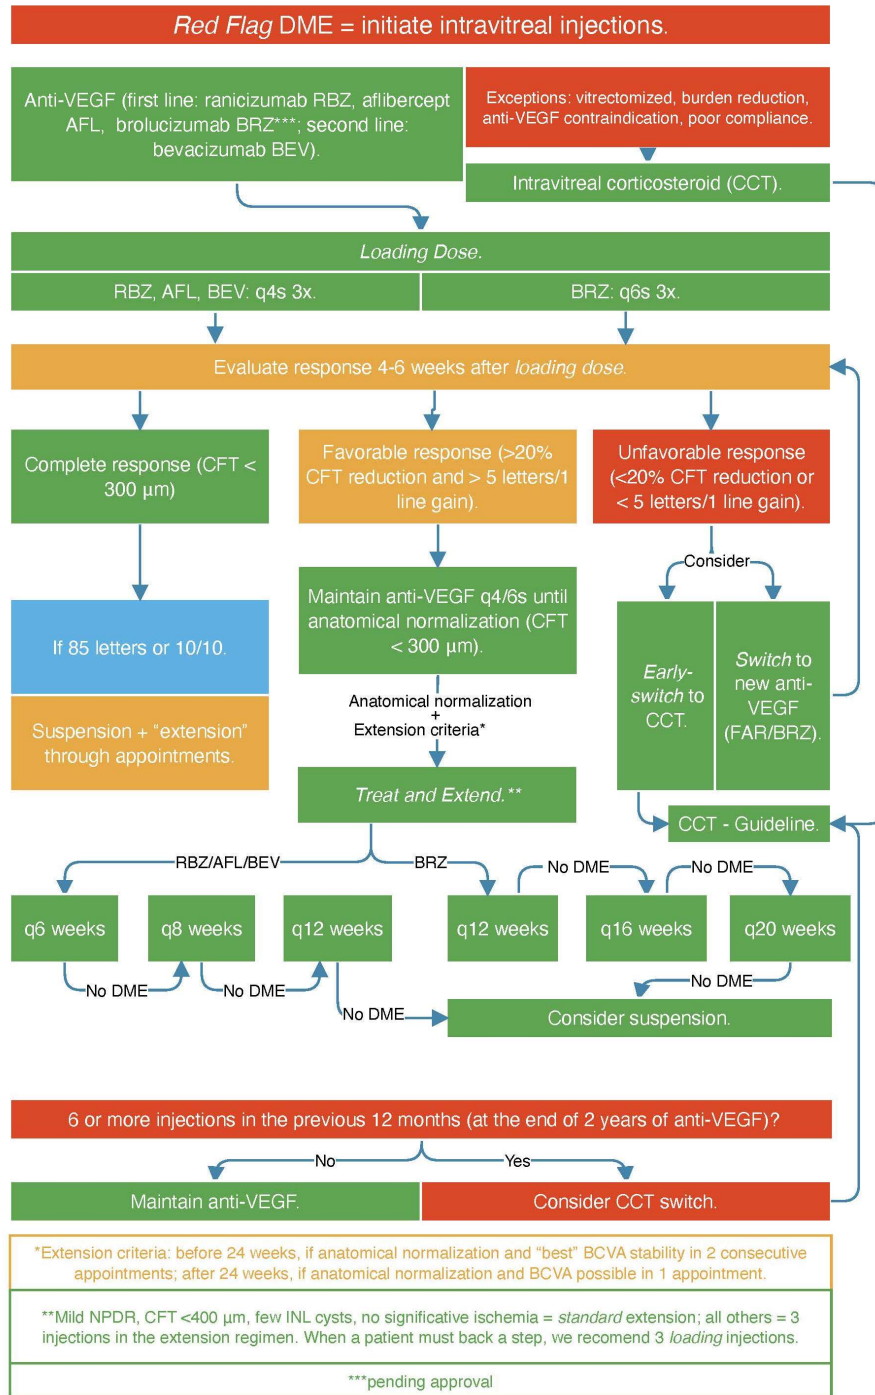 Red Flag DME = initiate intravitreal injections.
Anti-VEGF (first line: ranicizumab RBZ, aflibercept
AFL, brolucizumab BRZ***; second line:
bevacizumab BEV).
Exceptions: vitrectomized, burden reduction,
anti-VEGF contraindication, poor compliance.
Intravitreal corticosteroid (CCT).
Loading Dose.
RBZ, AFL, BEV: q4s 3x.
BRZ: q6s 3x.
Evaluate response 4-6 weeks after loading dose.
Complete response (CFT <
300 μm)
Favorable response (>20%
CFT reduction and > 5 letters/1
line gain).
Unfavorable response
(<20% CFT reduction or
< 5 letters/1 line gain).
Consider
If 85 letters or 10/10.
Suspension + “extension”
through appointments.
Maintain anti-VEGF q4/6s until
anatomical normalization (CFT
< 300 μm).
Early-
switch to
CCT.
Switch to
new anti-
VEGF
(FAR/BRZ).
Anatomical normalization
+
Extension criteria*
Treat and Extend.**
CCT - Guideline.
RBZ/AFL/BEV
BRZ
No DME
No DME
q6 weeks
q8 weeks
q12 weeks
q12 weeks
q16 weeks
q20 weeks
No DME
No DME
No DME
No DME
Consider suspension.
6 or more injections in the previous 12 months (at the end of 2 years of anti-VEGF)?
No
Yes
Maintain anti-VEGF.
Consider CCT switch.
*Extension criteria: before 24 weeks, if anatomical normalization and “best” BCVA stability in 2 consecutive
appointments; after 24 weeks, if anatomical normalization and BCVA possible in 1 appointment.
**Mild NPDR, CFT <400 μm, few INL cysts, no significative ischemia = standard extension; all others = 3
injections in the extension regimen. When a patient must back a step, we recomend 3 loading injections.
***pending approval